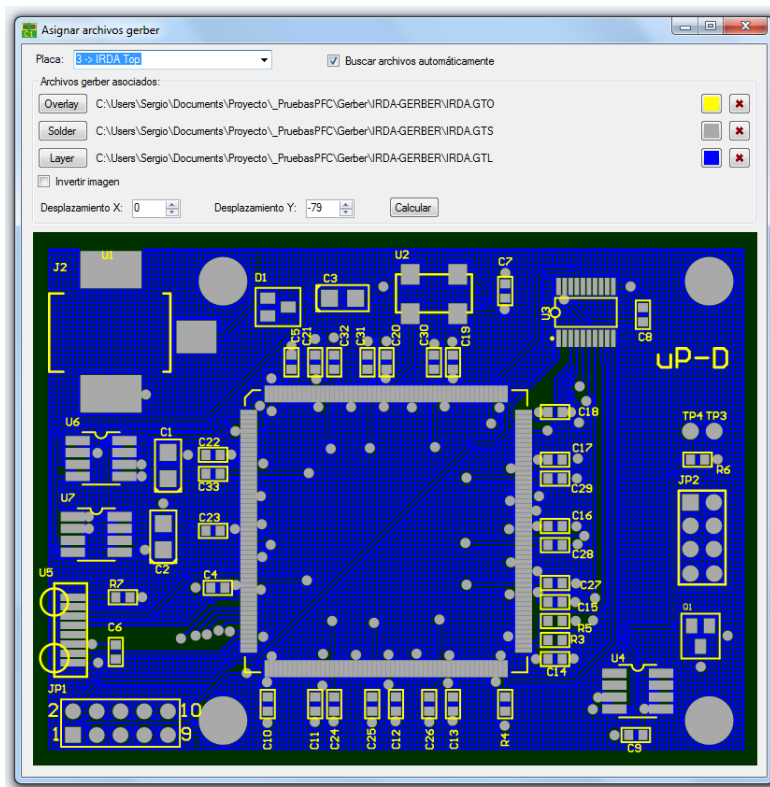 Asignar archivos gerber
Placa: 3 -> IRDA Top
Buscar archivos automáticamente
Archivos gerber asociados:
Overlay C:\Users\Sergio\Documents\Proyecto\_PruebasPFC\Gerber\IRDA-GERBER\IRDA.GTO
Solder C:\Users\Sergio\Documents\Proyecto\_PruebasPFC\Gerber\IRDA-GERBER\IRDA.GTS
Layer C:\Users\Sergio\Documents\Proyecto\_PruebasPFC\Gerber\IRDA-GERBER\IRDA.GTL
Invertir imagen
Desplazamiento X: 0 Desplazamiento Y: -79 Calcular
J2 U1 D1 C3 U2 C7
U3 C8
C5 C21 C32 C31 C20 C30 C19
uP-D
U6 C1 C22 C33
C18 TP4 TP3
C17 C29 R6
U7 C2 C23
C16 C28 JP2
U5 R7 C4 C6
C27 C15 R5 R3 C14
Q1 U4
JP1
2 10
1 9
C10 C11 C24 C25 C12 C26 C13 R4 C9